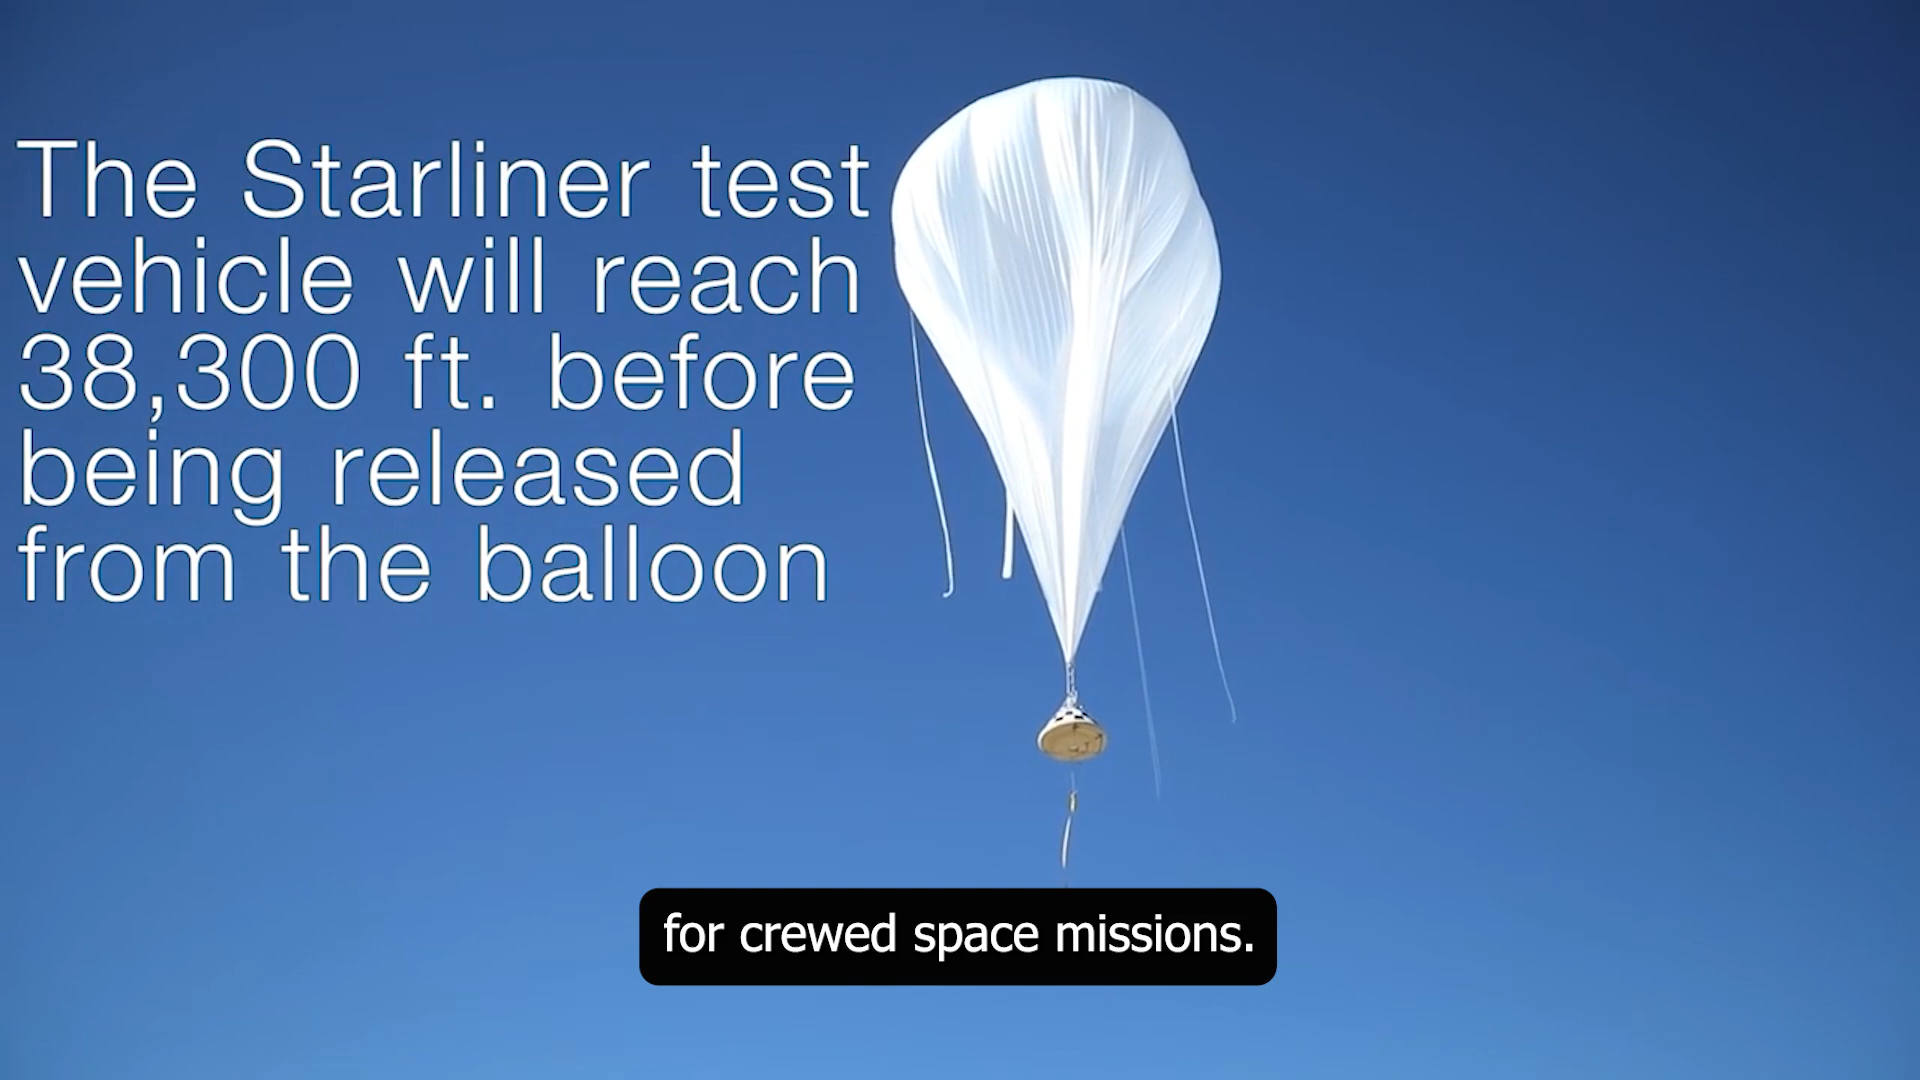 The Starliner test
vehicle will reach
38,300 ft. before
being released
from the balloon
for crewed space missions.